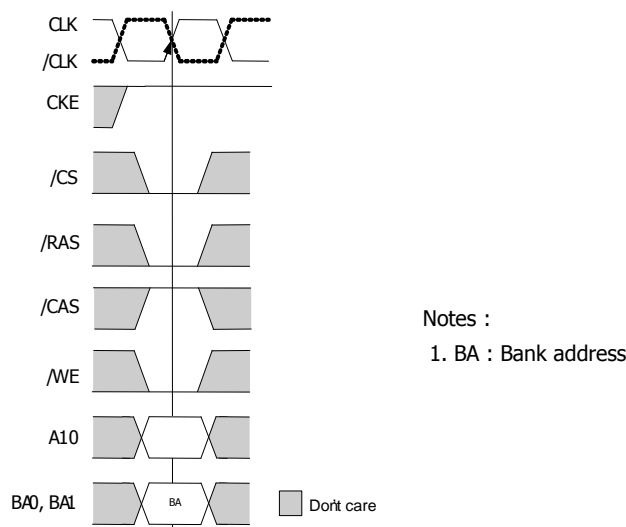 CLK
/CLK
CKE
/CS
/RAS
/CAS
/WE
A10
BA0, BA1
BA
Don't care
Notes :
1. BA : Bank address